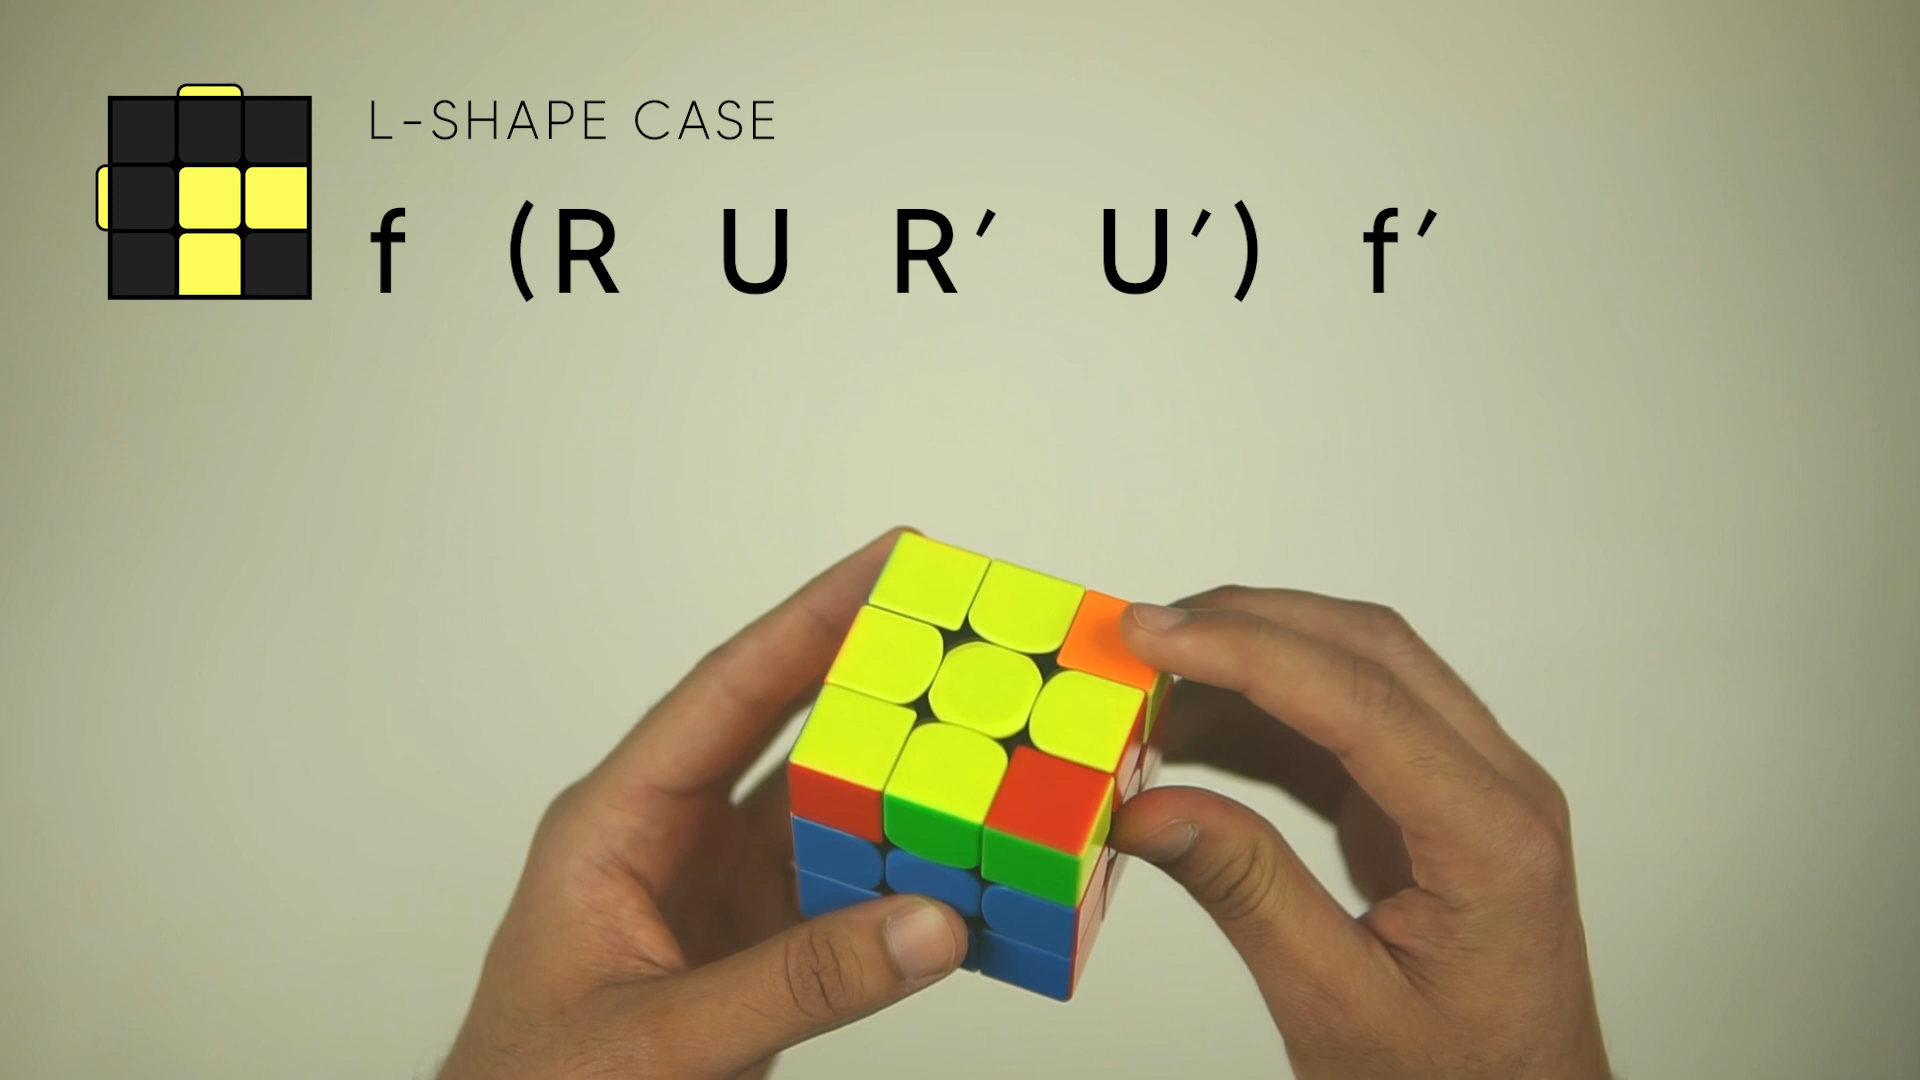 L-SHAPE CASE
f (R U R′ U′) f′